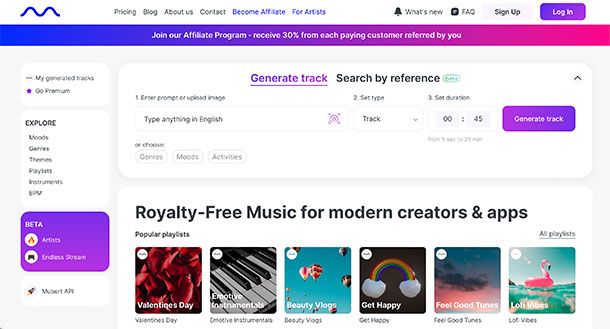 Pricing Blog About us Contact Become Affiliate For Artists What's new FAQ Sign Up Log In
Join our Affiliate Program - receive 30% from each paying customer referred by you
My generated tracks
Go Premium
EXPLORE
Moods
Genres
Themes
Playlists
Instruments
BPM
BETA
Artists
Endless Stream
Mubert API
Generate track Search by reference Beta
1. Enter prompt or upload image 2. Set type 3. Set duration
Type anything in English Track 00 : 45 Generate track
from 5 sec to 25 min
or choose:
Genres Moods Activities
Royalty-Free Music for modern creators & apps
Popular playlists All playlists
Valentines Day
Emotive Instrumentals
Beauty Vlogs
Get Happy
Feel Good Tunes
Lofi Vibes
Valentines Day Emotive Instrumentals Beauty Vlogs Get Happy Feel Good Tunes Lofi Vibes